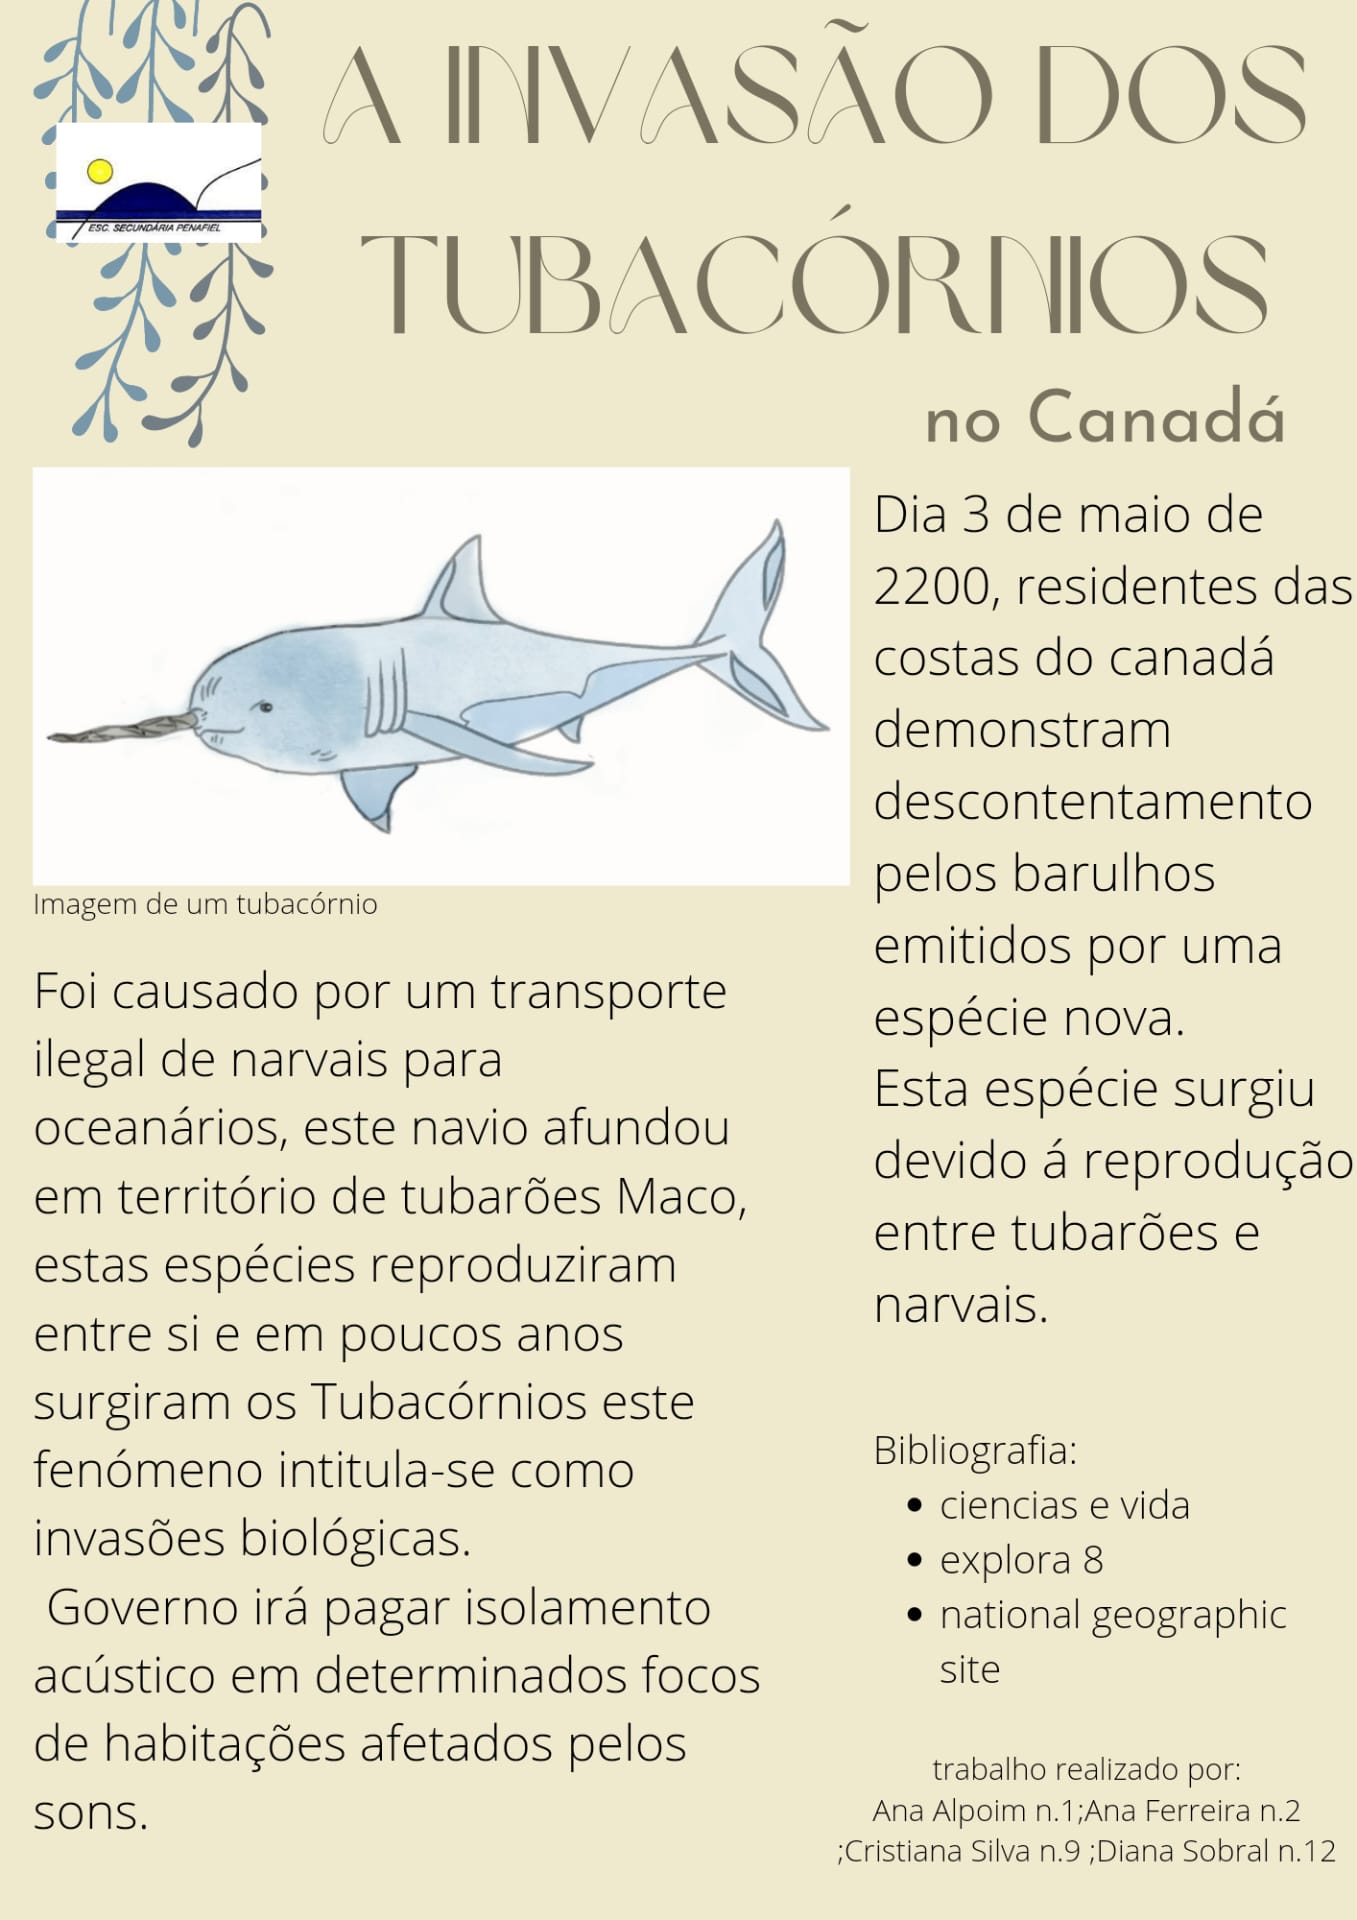 A INVASÃO DOS
TUBACÓRNIOS
no Canadá
ESC. SECUNDÁRIA PENAFIEL
Imagem de um tubacórnio
Dia 3 de maio de
2200, residentes das
costas do canadá
demonstram
descontentamento
pelos barulhos
emitidos por uma
espécie nova.
Esta espécie surgiu
devido á reprodução
entre tubarões e
narvais.
Foi causado por um transporte
ilegal de narvais para
oceanários, este navio afundou
em território de tubarões Maco,
estas espécies reproduziram
entre si e em poucos anos
surgiram os Tubacórnios este
fenómeno intitula-se como
invasões biológicas.
Governo irá pagar isolamento
acústico em determinados focos
de habitações afetados pelos
sons.
Bibliografia:
• ciencias e vida
• explora 8
• national geographic
site
trabalho realizado por:
Ana Alpoim n.1;Ana Ferreira n.2
;Cristiana Silva n.9 ;Diana Sobral n.12